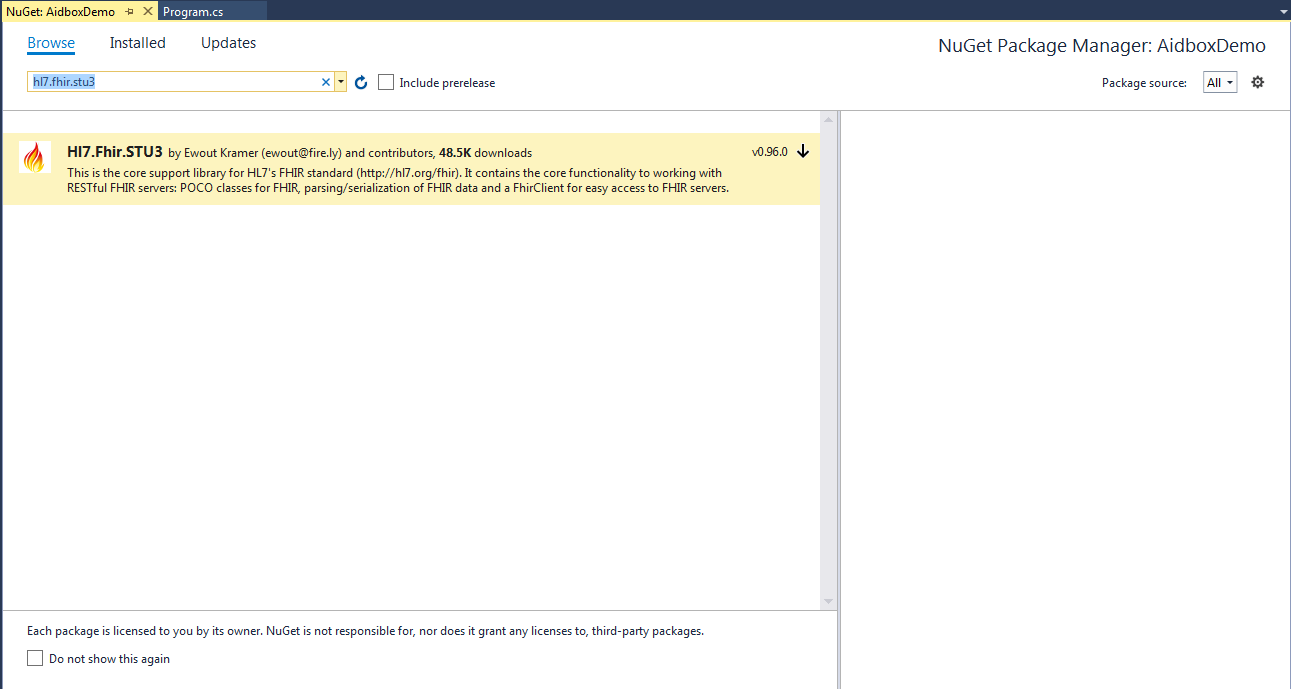 NuGet: AidboxDemo
Program.cs
Browse
Installed
Updates
NuGet Package Manager: AidboxDemo
hl7.fhir.stu3
Include prerelease
Package source: All
Hl7.Fhir.STU3 by Ewout Kramer (ewout@fire.ly) and contributors, 48.5K downloads
v0.96.0
This is the core support library for HL7's FHIR standard (http://hl7.org/fhir). It contains the core functionality to working with
RESTful FHIR servers: POCO classes for FHIR, parsing/serialization of FHIR data and a FhirClient for easy access to FHIR servers.
Each package is licensed to you by its owner. NuGet is not responsible for, nor does it grant any licenses to, third-party packages.
Do not show this again